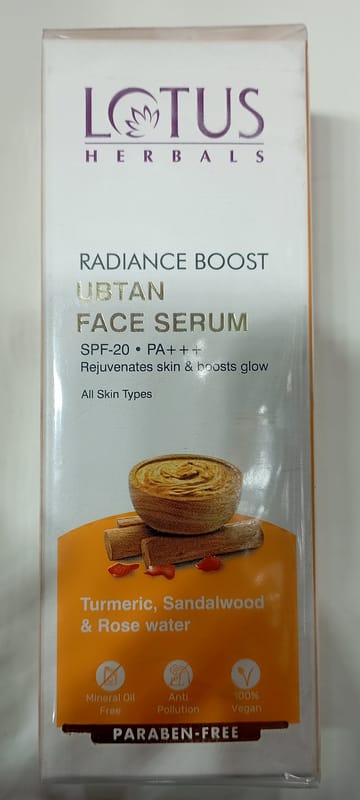 LOTUS
HERBALS
RADIANCE BOOST
UBTAN
FACE SERUM
SPF-20 • PA+++
Rejuvenates skin & boosts glow
All Skin Types
Turmeric, Sandalwood
& Rose water
Mineral Oil
Free
Anti
Pollution
100%
Vegan
PARABEN-FREE